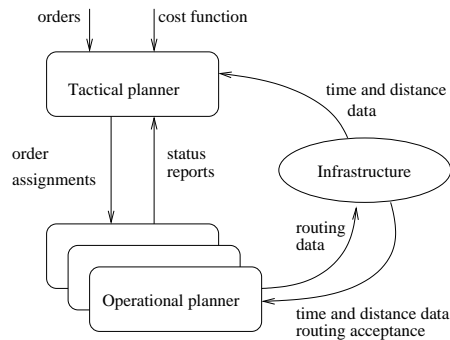 orders
cost function
Tactical planner
time and distance
data
order
assignments
status
reports
Infrastructure
routing
data
Operational planner
time and distance data
routing acceptance